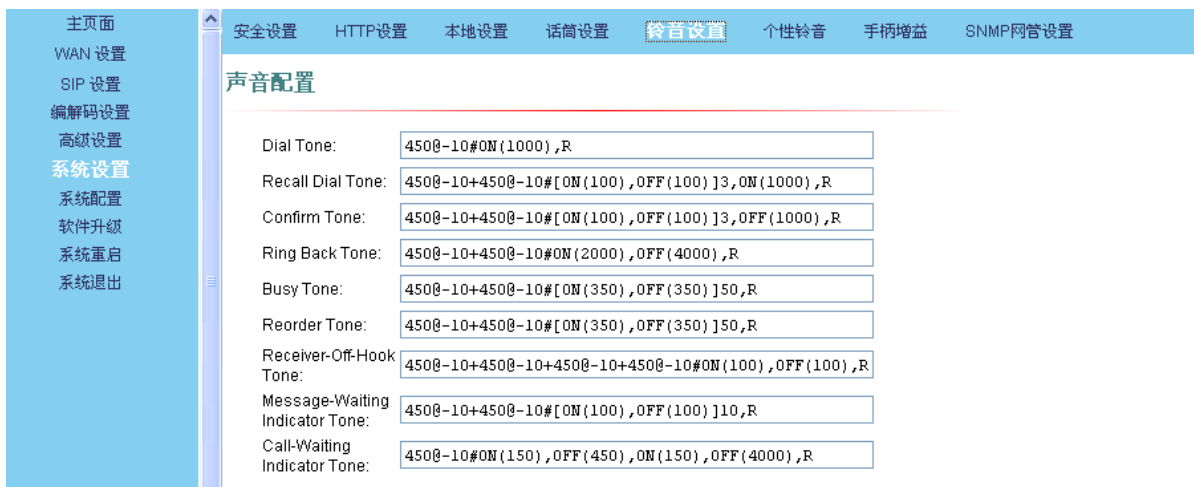 主页面
WAN 设置
SIP 设置
编解码设置
高级设置
系统设置
系统配置
软件升级
系统重启
系统退出
安全设置 HTTP设置 本地设置 话筒设置 铃音设置 个性铃音 手柄增益 SNMP网管设置
声音配置
Dial Tone: 450@-10#ON(1000),R
Recall Dial Tone: 450@-10+450@-10#[ON(100),OFF(100)]3,ON(1000),R
Confirm Tone: 450@-10+450@-10#[ON(100),OFF(100)]3,OFF(1000),R
Ring Back Tone: 450@-10+450@-10#ON(2000),OFF(4000),R
Busy Tone: 450@-10+450@-10#[ON(350),OFF(350)]50,R
Reorder Tone: 450@-10+450@-10#[ON(350),OFF(350)]50,R
Receiver-Off-Hook
Tone: 450@-10+450@-10+450@-10+450@-10#ON(100),OFF(100),R
Message-Waiting
Indicator Tone: 450@-10+450@-10#[ON(100),OFF(100)]10,R
Call-Waiting
Indicator Tone: 450@-10#ON(150),OFF(450),ON(150),OFF(4000),R